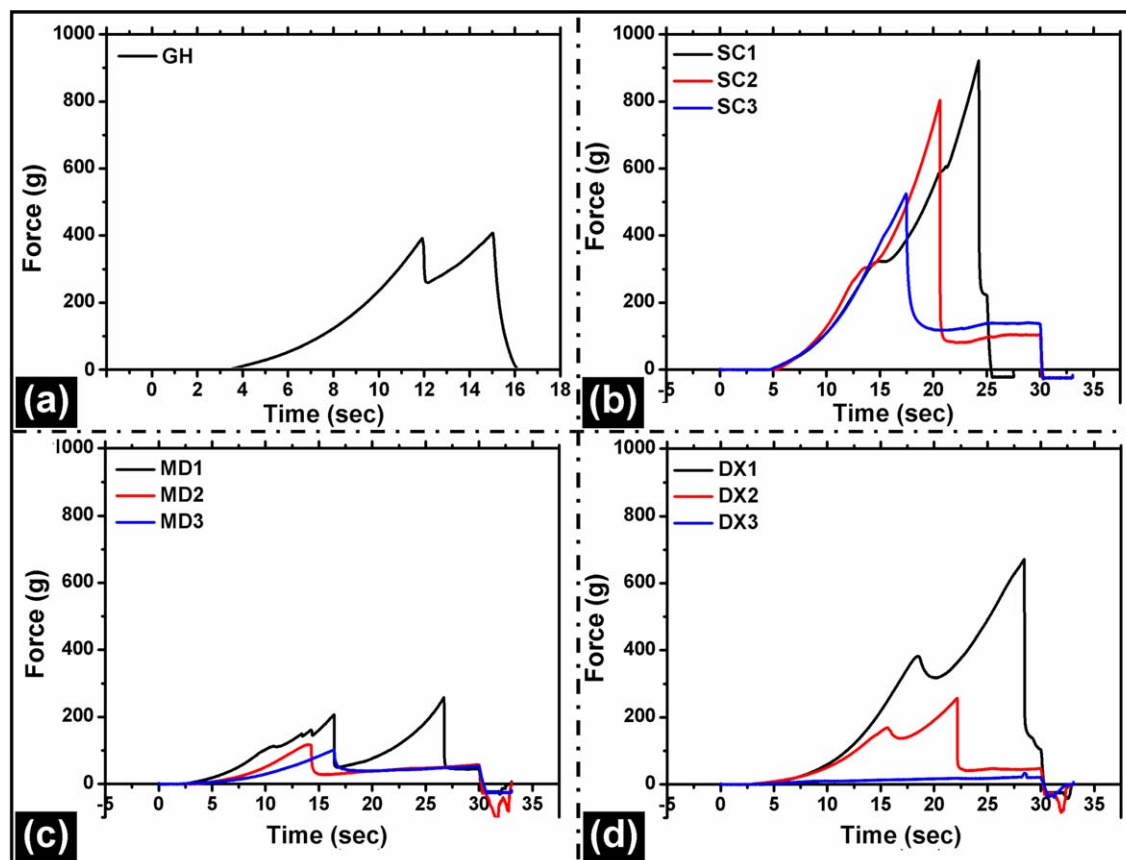 1000
800
600
400
200
0
Force (g)
GH
0 2 4 6 8 10 12 14 16 18
Time (sec)
(a)
1000
800
600
400
200
0
Force (g)
SC1
SC2
SC3
-5 0 5 10 15 20 25 30 35
Time (sec)
(b)
1000
800
600
400
200
0
Force (g)
MD1
MD2
MD3
-5 0 5 10 15 20 25 30 35
Time (sec)
(c)
1000
800
600
400
200
0
Force (g)
DX1
DX2
DX3
-5 0 5 10 15 20 25 30 35
Time (sec)
(d)